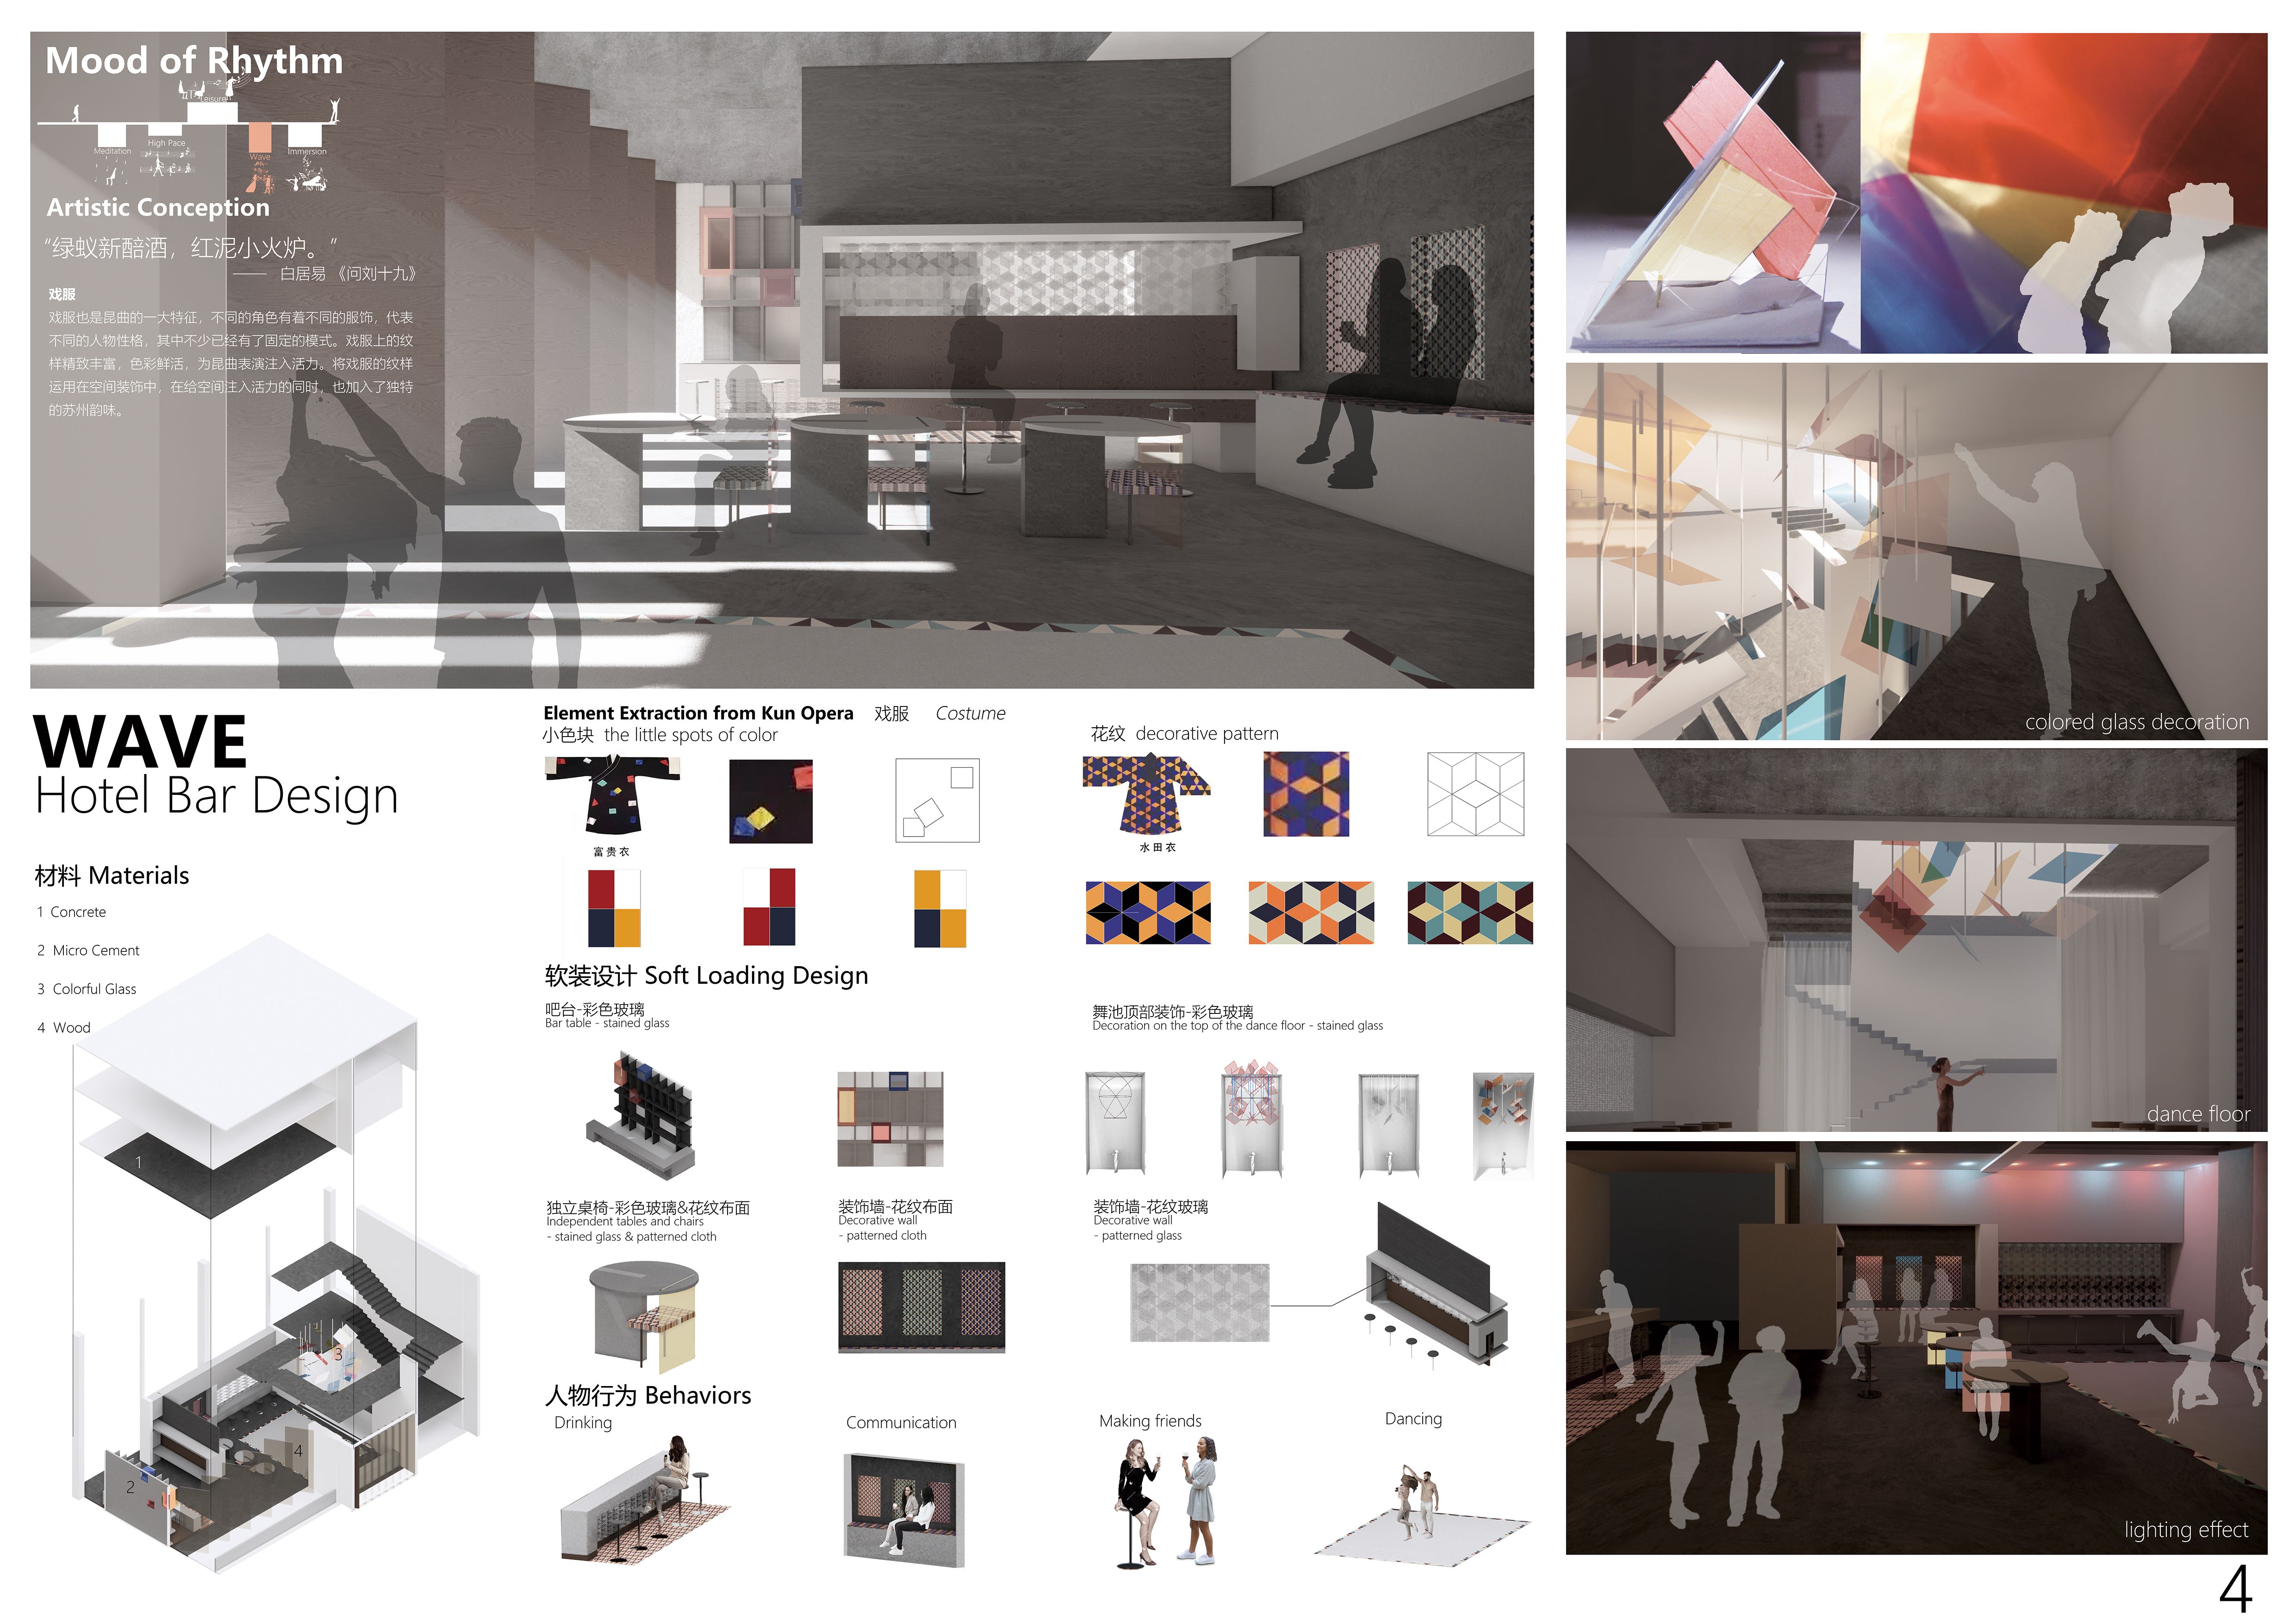 Mood of Rhythm
Leisure
Meditation
High Pace
Wave
Immersion
Artistic Conception
“绿蚁新醅酒，红泥小火炉。”
—— 白居易 《问刘十九》
戏服
戏服也是昆曲的一大特征，不同的角色有着不同的服饰，代表
不同的人物性格，其中不少已经有了固定的模式。戏服上的纹
样精致丰富，色彩鲜活，为昆曲表演注入活力。将戏服的纹样
运用在空间装饰中，在给空间注入活力的同时，也加入了独特
的苏州韵味。
WAVE
Hotel Bar Design
材料 Materials
1 Concrete
2 Micro Cement
3 Colorful Glass
4 Wood
1
3
4
2
Element Extraction from Kun Opera 戏服 Costume
小色块 the little spots of color
富贵衣
花纹 decorative pattern
水田衣
软装设计 Soft Loading Design
吧台-彩色玻璃
Bar table - stained glass
舞池顶部装饰-彩色玻璃
Decoration on the top of the dance floor - stained glass
独立桌椅-彩色玻璃&花纹布面
Independent tables and chairs
- stained glass & patterned cloth
装饰墙-花纹布面
Decorative wall
- patterned cloth
装饰墙-花纹玻璃
Decorative wall
- patterned glass
人物行为 Behaviors
Drinking
Communication
Making friends
Dancing
colored glass decoration
dance floor
lighting effect
4